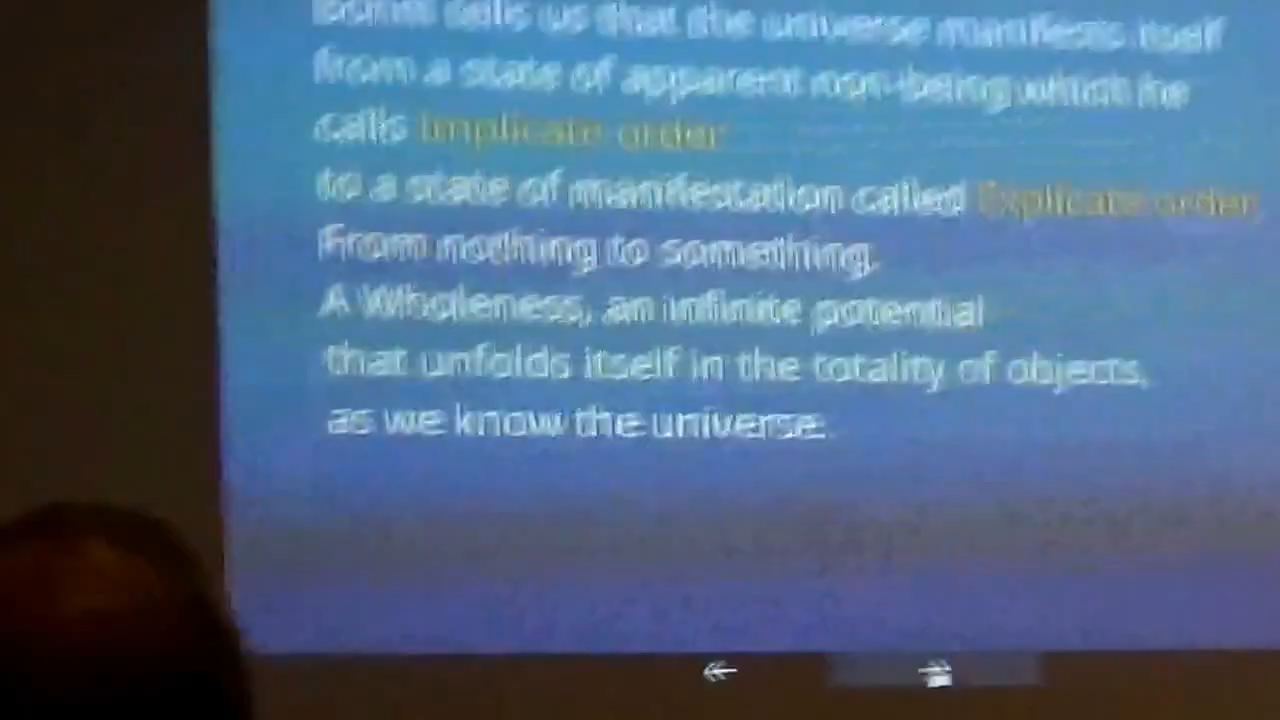 Bohm tells us that the universe manifests itself
from a state of apparent non-being which he
calls Implicate order
to a state of manifestation called Explicate order.
From nothing to something.
A Wholeness, an infinite potential
that unfolds itself in the totality of objects,
as we know the universe.